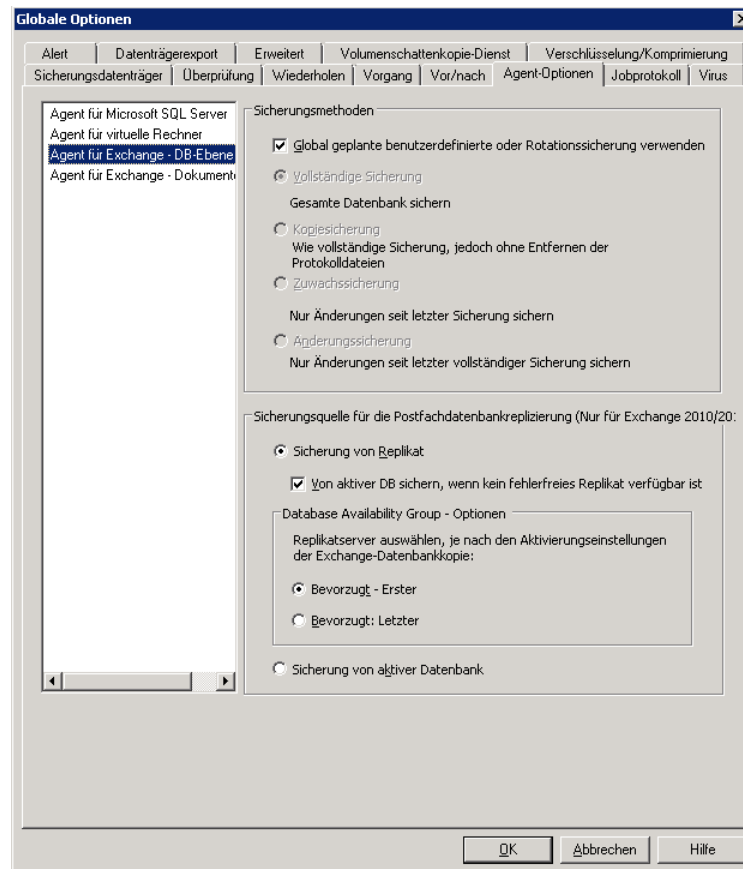 Globale Optionen
Alert
Datenträgerexport
Erweitert
Volumenschattenkopie-Dienst
Verschlüsselung/Komprimierung
Sicherungsdatenträger
Überprüfung
Wiederholen
Vorgang
Vor/nach
Agent-Optionen
Jobprotokoll
Virus
Agent für Microsoft SQL Server
Agent für virtuelle Rechner
Agent für Exchange - DB-Ebene
Agent für Exchange - Dokument
Sicherungsmethoden
Global geplante benutzerdefinierte oder Rotationssicherung verwenden
Vollständige Sicherung
Gesamte Datenbank sichern
Kopiesicherung
Wie vollständige Sicherung, jedoch ohne Entfernen der
Protokolldateien
Zuwachssicherung
Nur Änderungen seit letzter Sicherung sichern
Änderungssicherung
Nur Änderungen seit letzter vollständiger Sicherung sichern
Sicherungsquelle für die Postfachdatenbankreplizierung (Nur für Exchange 2010/20
Sicherung von Replikat
Von aktiver DB sichern, wenn kein fehlerfreies Replikat verfügbar ist
Database Availability Group - Optionen
Replikatserver auswählen, je nach den Aktivierungseinstellungen
der Exchange-Datenbankkopie:
Bevorzugt - Erster
Bevorzugt: Letzter
Sicherung von aktiver Datenbank
OK
Abbrechen
Hilfe